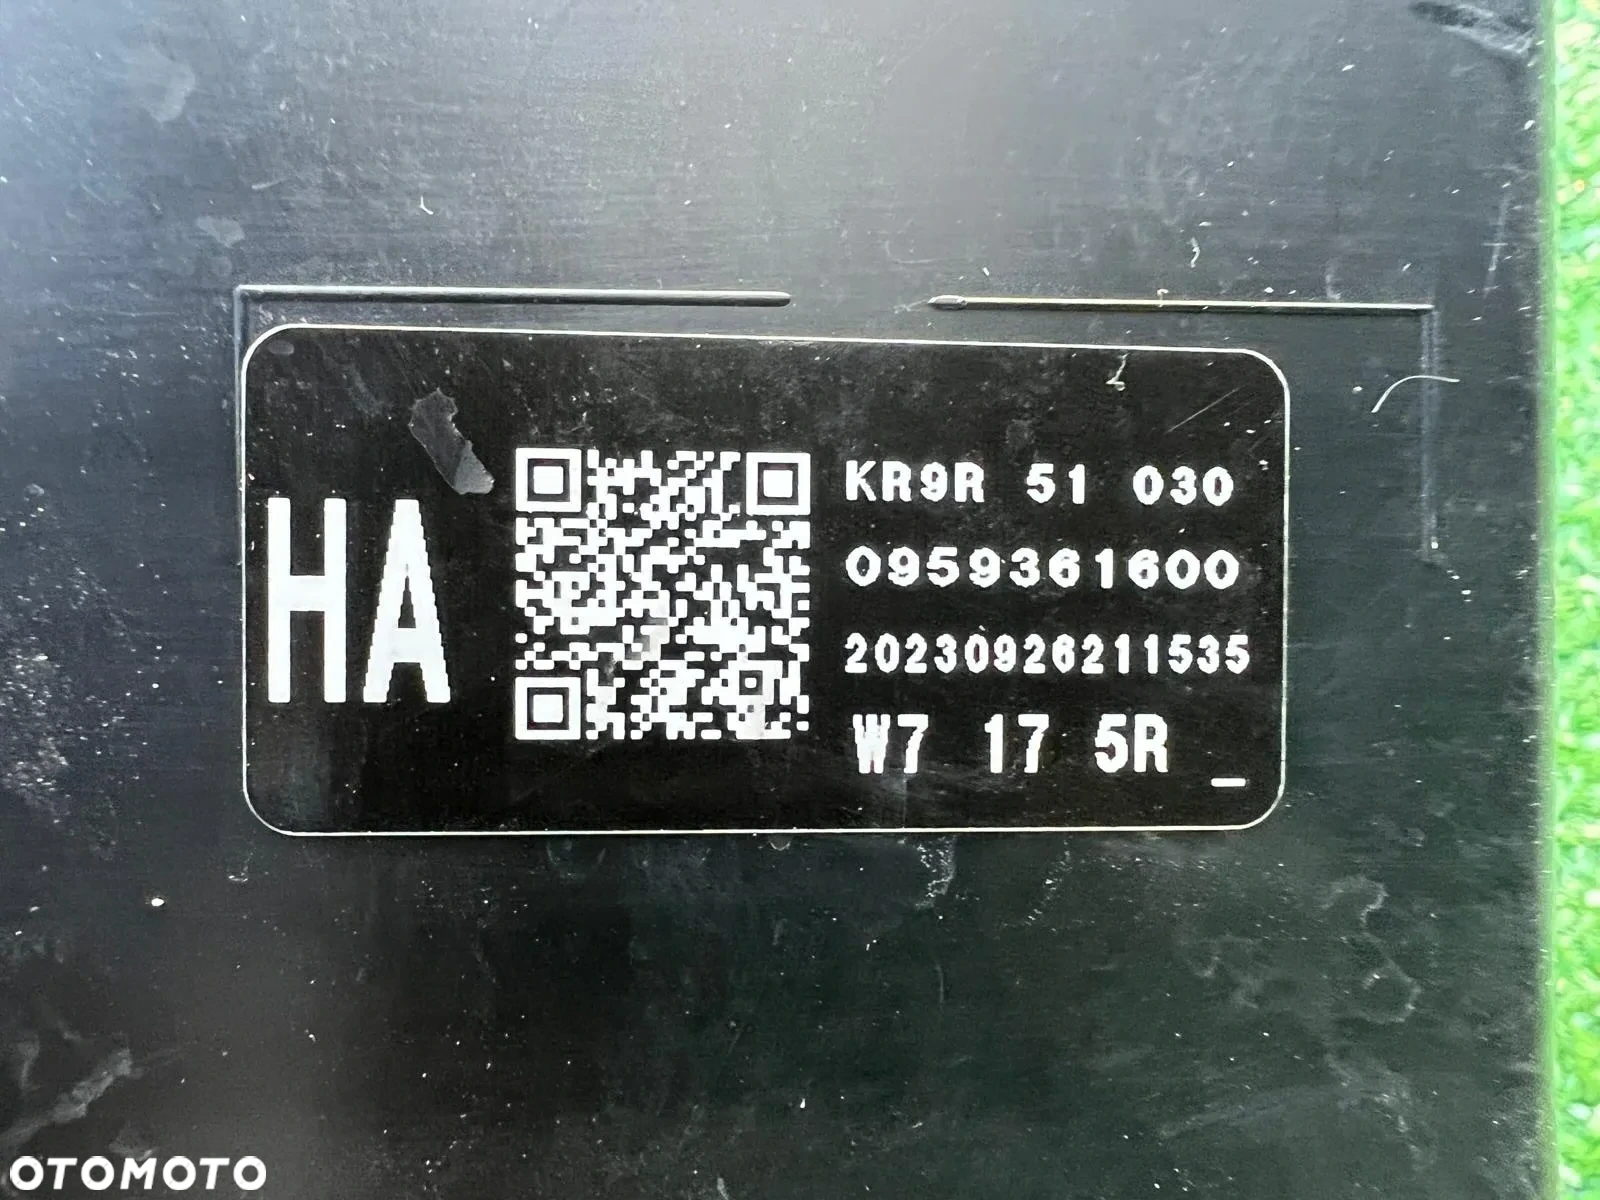 HA
KR9R 51 030
0959361600
20230926211535
W7 17 5R _
OTOMOTO